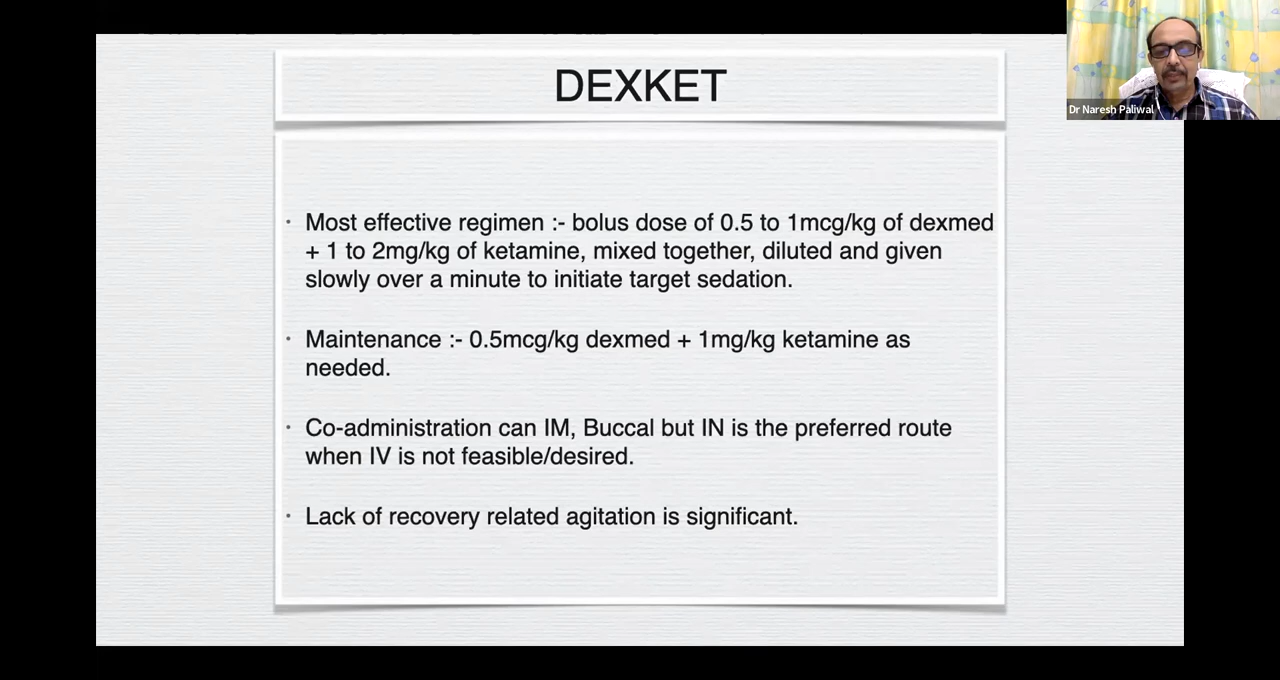 DEXKET
Dr Naresh Paliwal
• Most effective regimen :- bolus dose of 0.5 to 1mcg/kg of dexmed
+ 1 to 2mg/kg of ketamine, mixed together, diluted and given
slowly over a minute to initiate target sedation.
• Maintenance :- 0.5mcg/kg dexmed + 1mg/kg ketamine as
needed.
• Co-administration can IM, Buccal but IN is the preferred route
when IV is not feasible/desired.
• Lack of recovery related agitation is significant.